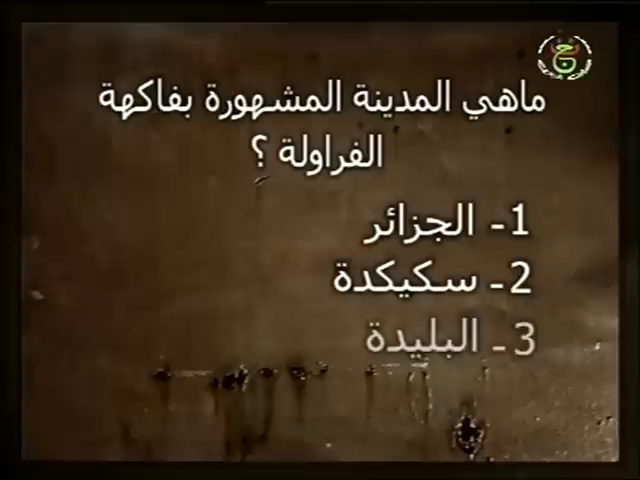 ماهي المدينة المشهورة بفاكهة
الفراولة ؟
1- الجزائر
2- سكيكدة
3- البليدة